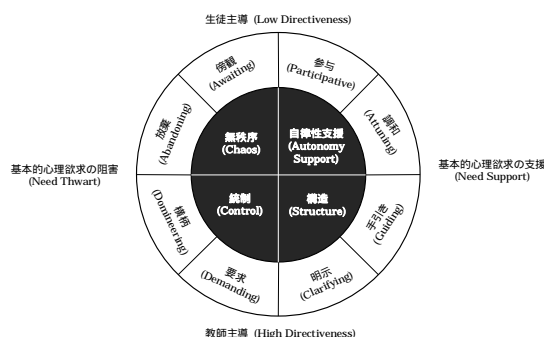 生徒主導 (Low Directiveness)
傍観
(Awaiting)
参与
(Participative)
放棄
(Abandoning)
調和
(Attuning)
無秩序
(Chaos)
自律性支援
(Autonomy
Support)
基本的心理欲求の阻害
(Need Thwart)
基本的心理欲求の支援
(Need Support)
統制
(Control)
構造
(Structure)
横柄
(Domineering)
手引き
(Guiding)
要求
(Demanding)
明示
(Clarifying)
教師主導 (High Directiveness)